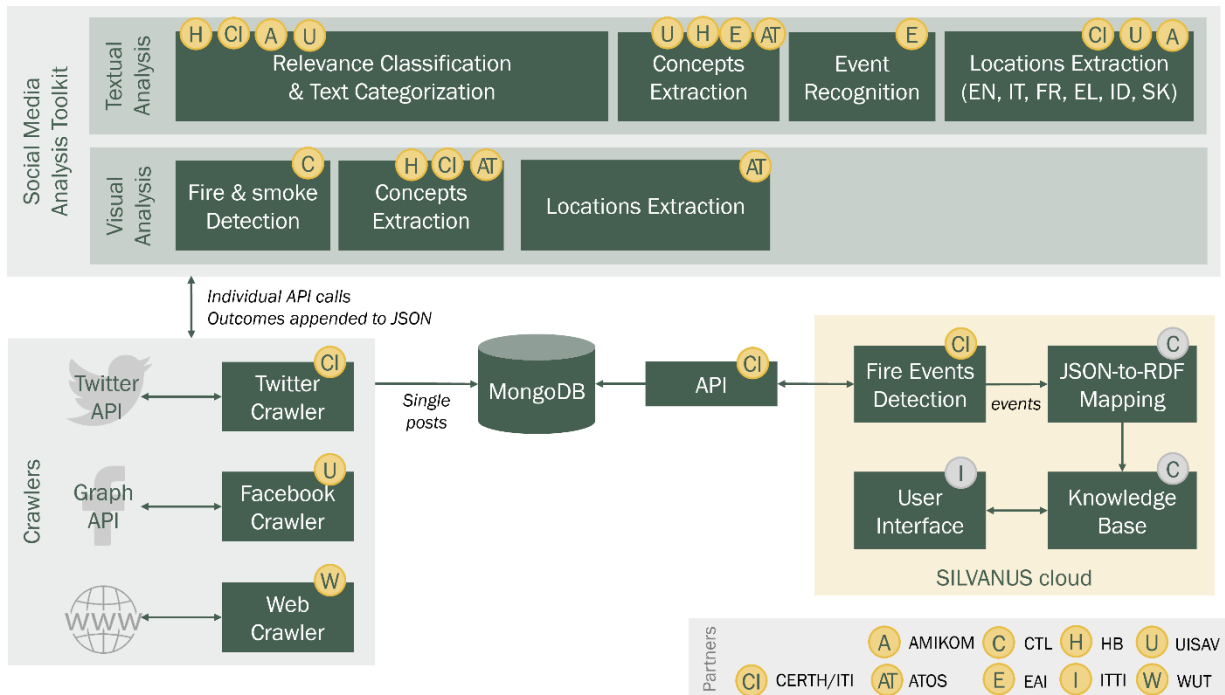 Social Media
Analysis Toolkit
Textual
Analysis
H CI A U
Relevance Classification
& Text Categorization
U H E AT
Concepts
Extraction
E
Event
Recognition
CI U A
Locations Extraction
(EN, IT, FR, EL, ID, SK)
Visual
Analysis
C
Fire & smoke
Detection
H CI AT
Concepts
Extraction
AT
Locations Extraction
Individual API calls
Outcomes appended to JSON
Crawlers
Twitter
API
CI
Twitter
Crawler
Graph
API
U
Facebook
Crawler
WWW
W
Web
Crawler
Single
posts
MongoDB
CI
API
CI
Fire Events
Detection
events
C
JSON-to-RDF
Mapping
I
User
Interface
C
Knowledge
Base
SILVANUS cloud
Partners
A AMIKOM C CTL H HB U UISAV
CI CERTH/ITI AT ATOS E EAI I ITTI W WUT